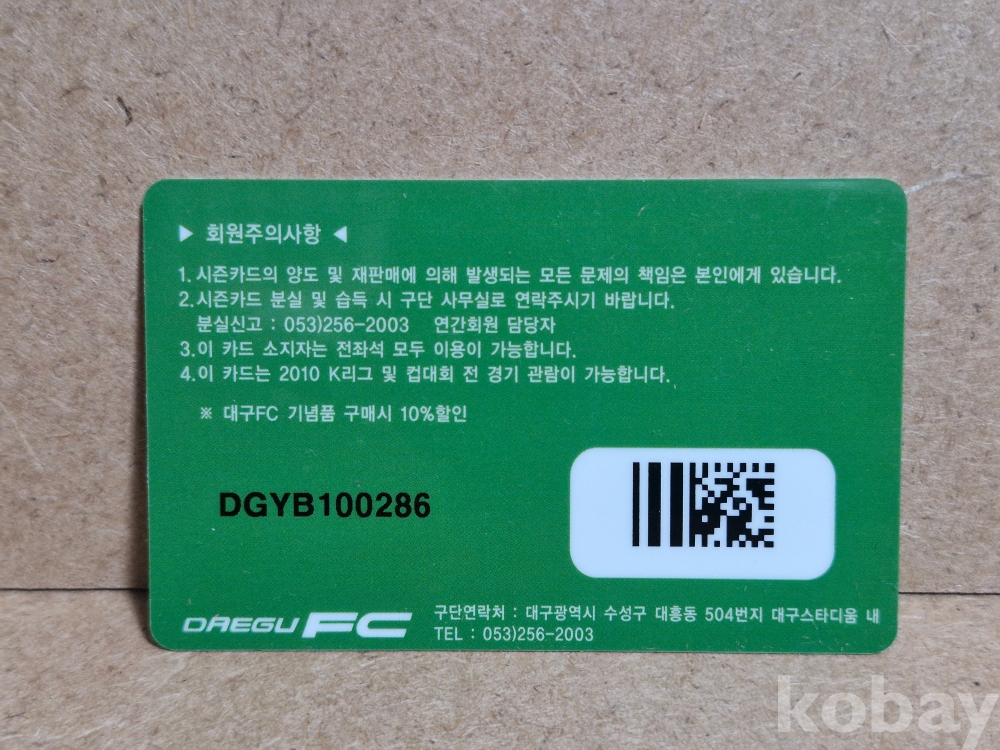 ▶ 회원주의사항 ◀
1.시즌카드의 양도 및 재판매에 의해 발생되는 모든 문제의 책임은 본인에게 있습니다.
2.시즌카드 분실 및 습득 시 구단 사무실로 연락주시기 바랍니다.
분실신고 : 053)256-2003 연간회원 담당자
3.이 카드 소지자는 전좌석 모두 이용이 가능합니다.
4.이 카드는 2010 K리그 및 컵대회 전 경기 관람이 가능합니다.
※ 대구FC 기념품 구매시 10%할인
DGYB100286
DAEGU FC
구단연락처 : 대구광역시 수성구 대흥동 504번지 대구스타디움 내
TEL : 053)256-2003
kobay